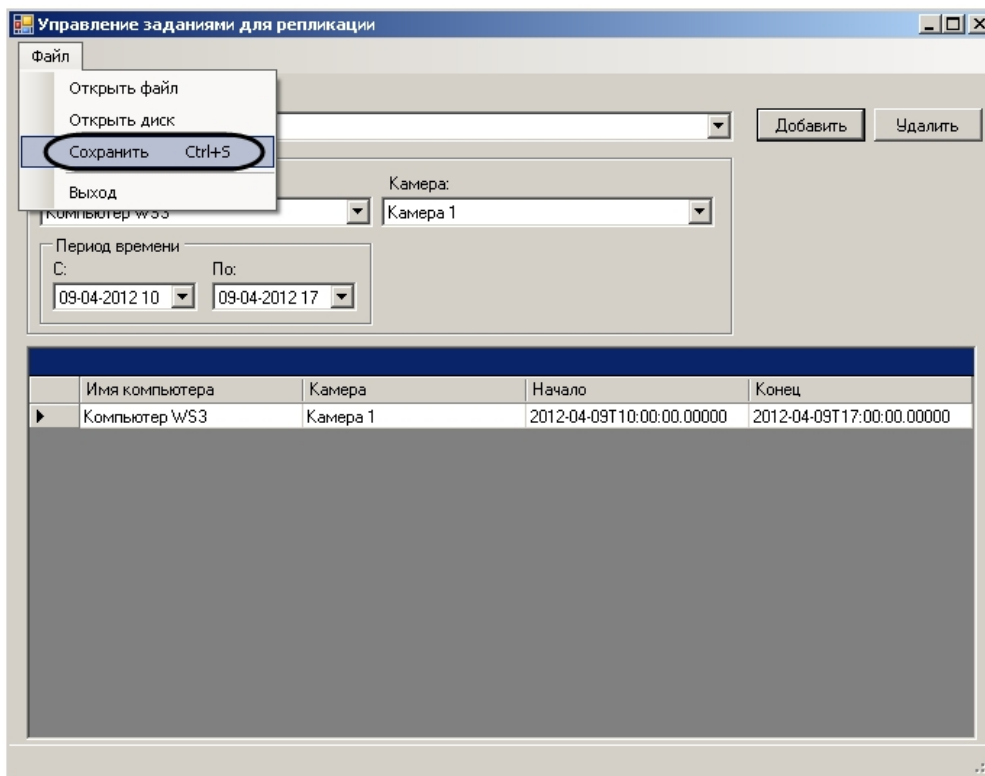 Управление заданиями для репликации
Файл
Открыть файл
Открыть диск
Сохранить Ctrl+S
Выход
Добавить Удалить
Камера:
Компьютер WS3 Камера 1
Период времени
С: По:
09-04-2012 10 09-04-2012 17
Имя компьютера Камера Начало Конец
Компьютер WS3 Камера 1 2012-04-09T10:00:00.00000 2012-04-09T17:00:00.00000